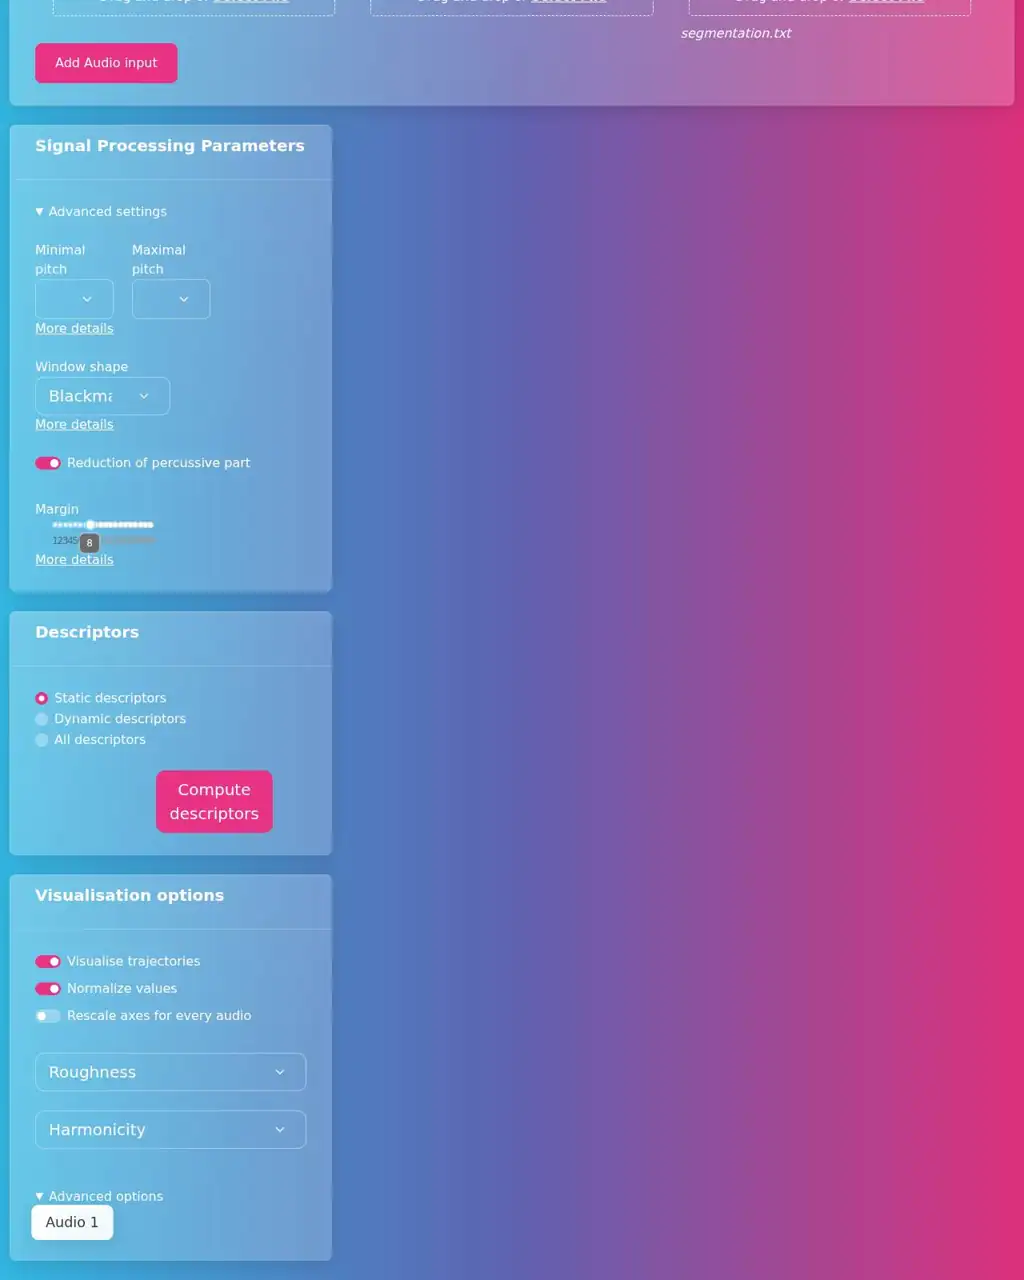 segmentation.txt
Add Audio input
Signal Processing Parameters
▼ Advanced settings
Minimal pitch
Maximal pitch
More details
Window shape
Blackma
More details
Reduction of percussive part
Margin
12345
8
More details
Descriptors
Static descriptors
Dynamic descriptors
All descriptors
Compute
descriptors
Visualisation options
Visualise trajectories
Normalize values
Rescale axes for every audio
Roughness
Harmonicity
▼ Advanced options
Audio 1